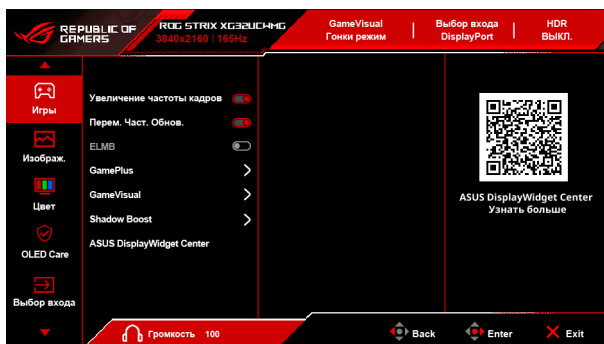 REPUBLIC OF
GAMERS
ROG STRIX XG32UCWMG
3840x2160 | 165Hz
GameVisual
Гонки режим
Выбор входа
DisplayPort
HDR
ВЫКЛ.
Игры
Изображ.
Цвет
OLED Care
Выбор входа
Увеличение частоты кадров
Перем. Част. Обнов.
ELMB
GamePlus
GameVisual
Shadow Boost
ASUS DisplayWidget Center
ASUS DisplayWidget Center
Узнать больше
Громкость 100
Back
Enter
Exit